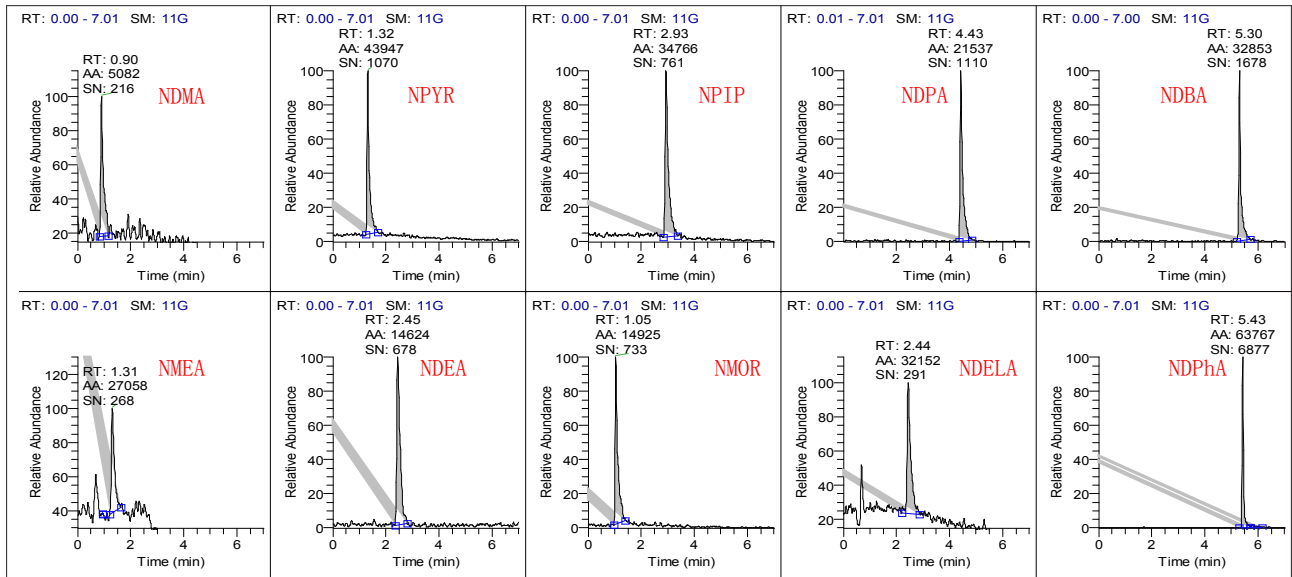 RT: 0.00 - 7.01 SM: 11G
RT: 0.90
AA: 5082
SN: 216
NDMA
100
80
60
40
20
Relative Abundance
0 2 4 6
Time (min)
RT: 0.00 - 7.01 SM: 11G
RT: 1.32
AA: 43947
SN: 1070
NPYR
100
80
60
40
20
0
Relative Abundance
0 2 4 6
Time (min)
RT: 0.00 - 7.01 SM: 11G
RT: 2.93
AA: 34766
SN: 761
NPIP
100
80
60
40
20
0
Relative Abundance
0 2 4 6
Time (min)
RT: 0.01 - 7.01 SM: 11G
RT: 4.43
AA: 21537
SN: 1110
NDPA
100
80
60
40
20
0
Relative Abundance
0 2 4 6
Time (min)
RT: 0.00 - 7.00 SM: 11G
RT: 5.30
AA: 32853
SN: 1678
NDBA
100
80
60
40
20
0
Relative Abundance
0 2 4 6
Time (min)
RT: 0.00 - 7.01 SM: 11G
RT: 1.31
AA: 27058
SN: 268
NMEA
120
100
80
60
40
Relative Abundance
0 2 4 6
Time (min)
RT: 0.00 - 7.01 SM: 11G
RT: 2.45
AA: 14624
SN: 678
NDEA
100
80
60
40
20
0
Relative Abundance
0 2 4 6
Time (min)
RT: 0.00 - 7.01 SM: 11G
RT: 1.05
AA: 14925
SN: 733
NMOR
100
80
60
40
20
0
Relative Abundance
0 2 4 6
Time (min)
RT: 0.00 - 7.01 SM: 11G
RT: 2.44
AA: 32152
SN: 291
NDELA
100
80
60
40
20
Relative Abundance
0 2 4 6
Time (min)
RT: 0.00 - 7.01 SM: 11G
RT: 5.43
AA: 63767
SN: 6877
NDPhA
100
80
60
40
20
0
Relative Abundance
0 2 4 6
Time (min)